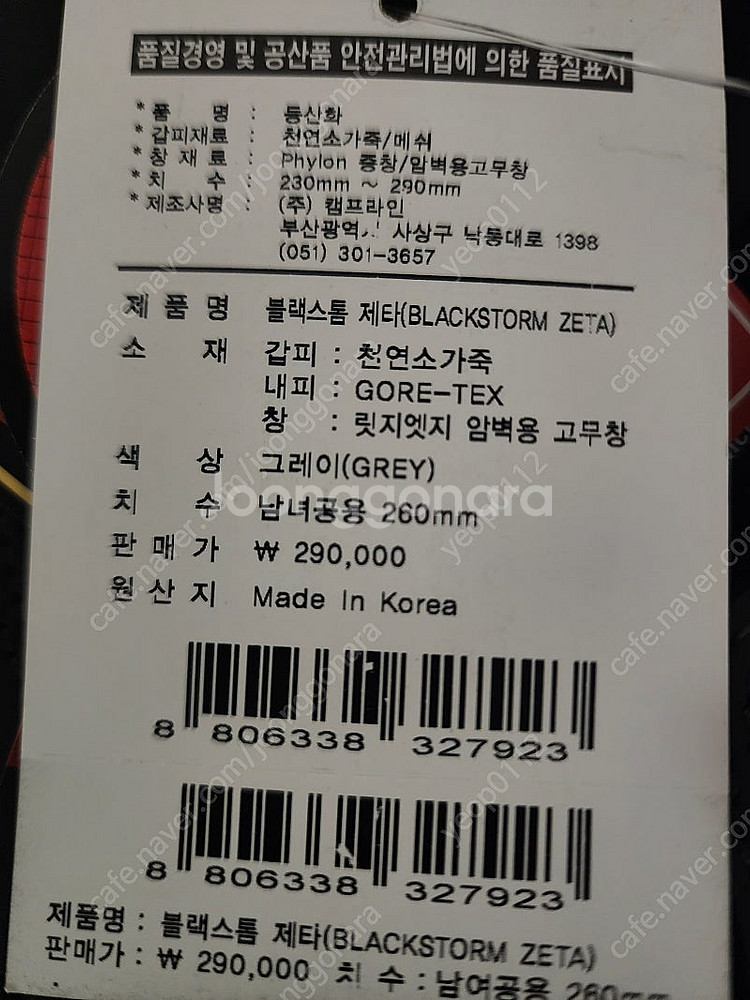 품질경영 및 공산품 안전관리법에 의한 품질표시
* 품 명 : 등산화
* 갑피재료 : 천연소가죽/메쉬
* 창 재 료 : Phylon 중창/암벽용고무창
* 치 수 : 230mm ~ 290mm
* 제조사명 : (주) 캠프라인
부산광역 사상구 낙동대로 1398
(051) 301-3657
제 품 명 블랙스톰 제타(BLACKSTORM ZETA)
소 재 갑피 : 천연소가죽
내피 : GORE-TEX
창 : 릿지엣지 암벽용 고무창
색 상 그레이(GREY)
치 수 남녀공용 260mm
joonggonara
판 매 가 ₩ 290,000
원 산 지 Made In Korea
8 806338 327923
8 806338 327923
제품명 : 블랙스톰 제타(BLACKSTORM ZETA)
판매가 : ₩ 290,000 치 수 : 남여공용 260mm
cafe.naver.com/joonggonara
yeop0112